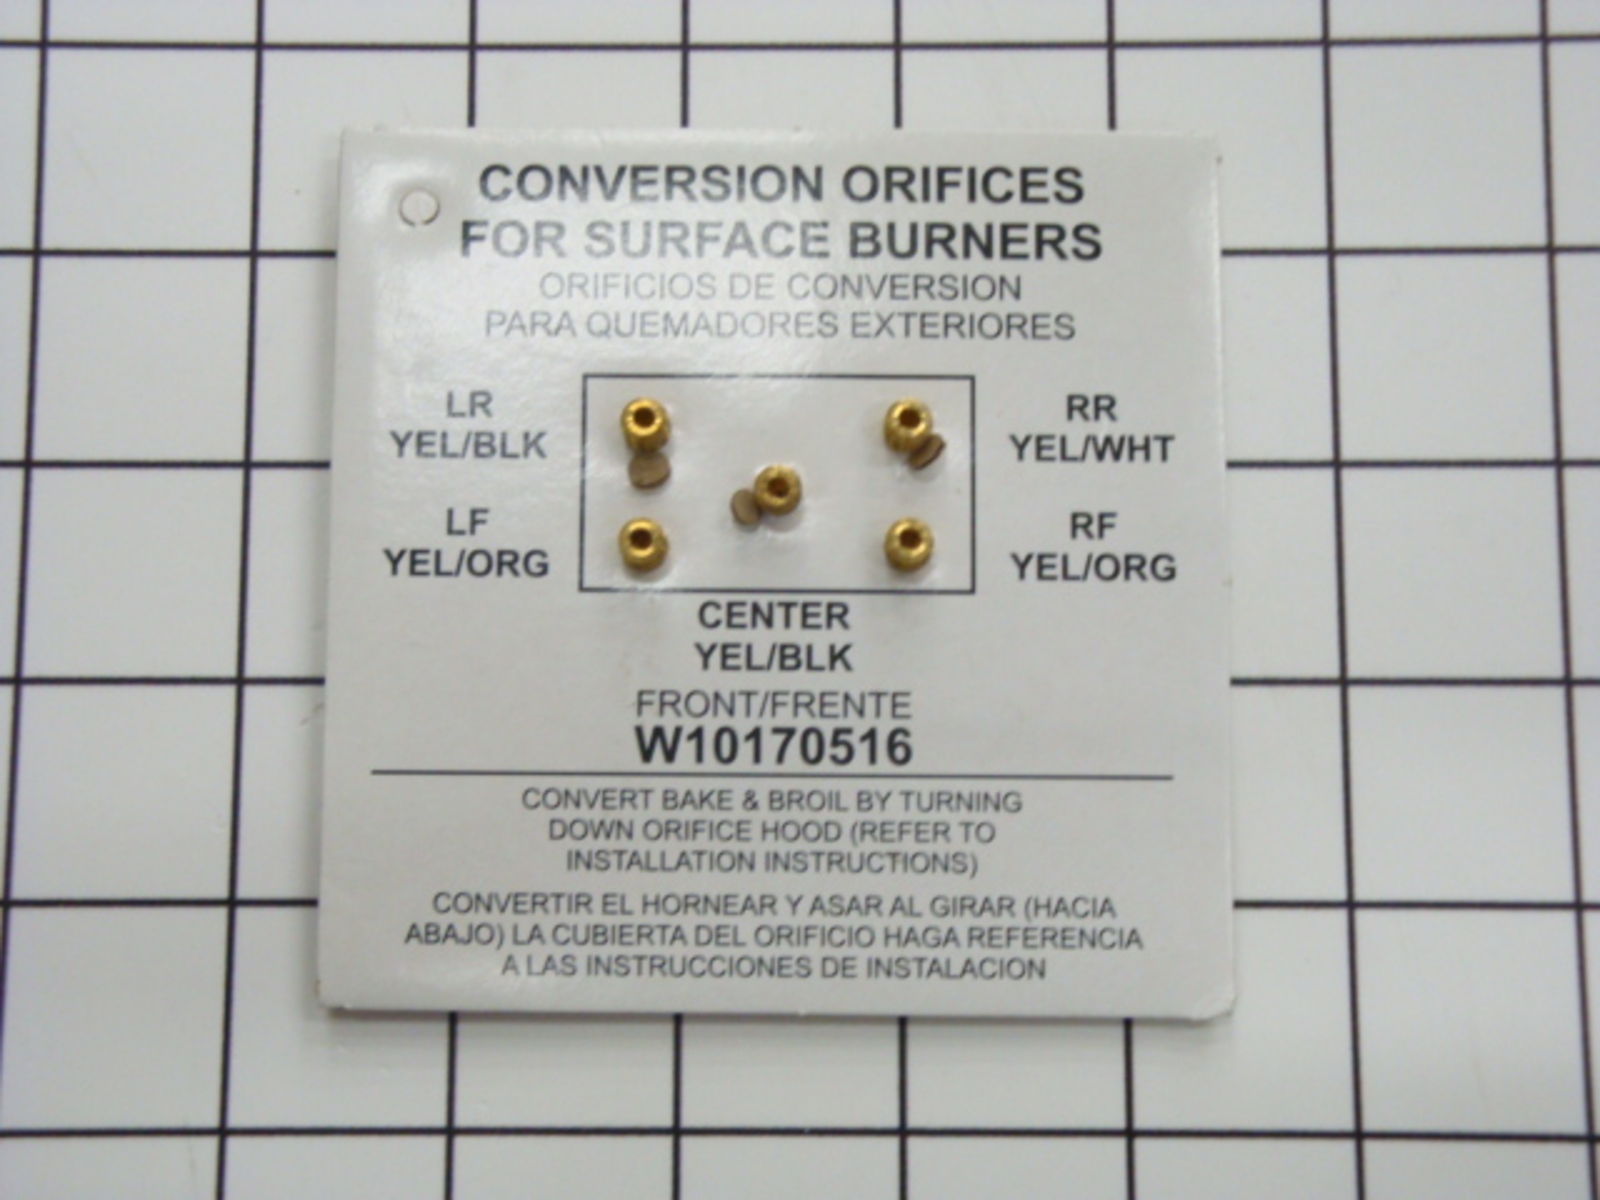 CONVERSION ORIFICES
FOR SURFACE BURNERS
ORIFICIOS DE CONVERSION
PARA QUEMADORES EXTERIORES
LR
YEL/BLK
RR
YEL/WHT
LF
YEL/ORG
RF
YEL/ORG
CENTER
YEL/BLK
FRONT/FRENTE
W10170516
CONVERT BAKE & BROIL BY TURNING
DOWN ORIFICE HOOD (REFER TO
INSTALLATION INSTRUCTIONS)
CONVERTIR EL HORNEAR Y ASAR AL GIRAR (HACIA
ABAJO) LA CUBIERTA DEL ORIFICIO HAGA REFERENCIA
A LAS INSTRUCCIONES DE INSTALACION